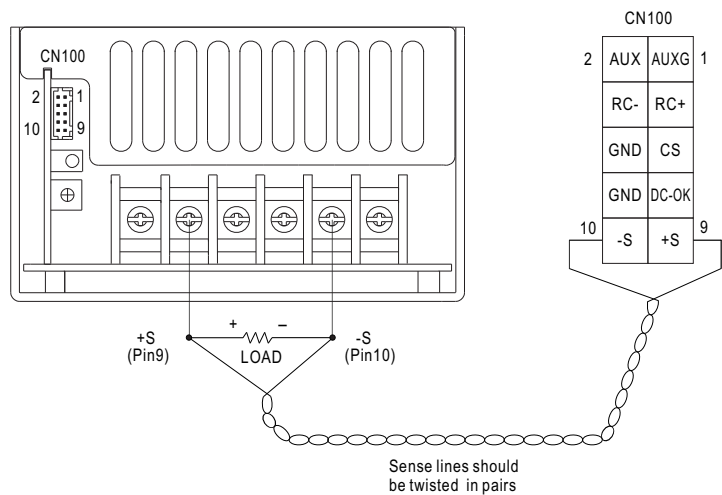 CN100
2 1
10 9
+ –
+S
(Pin9)
LOAD
-S
(Pin10)
CN100
2 AUX AUXG 1
RC- RC+
GND CS
GND DC-OK
10 -S +S 9
Sense lines should
be twisted in pairs